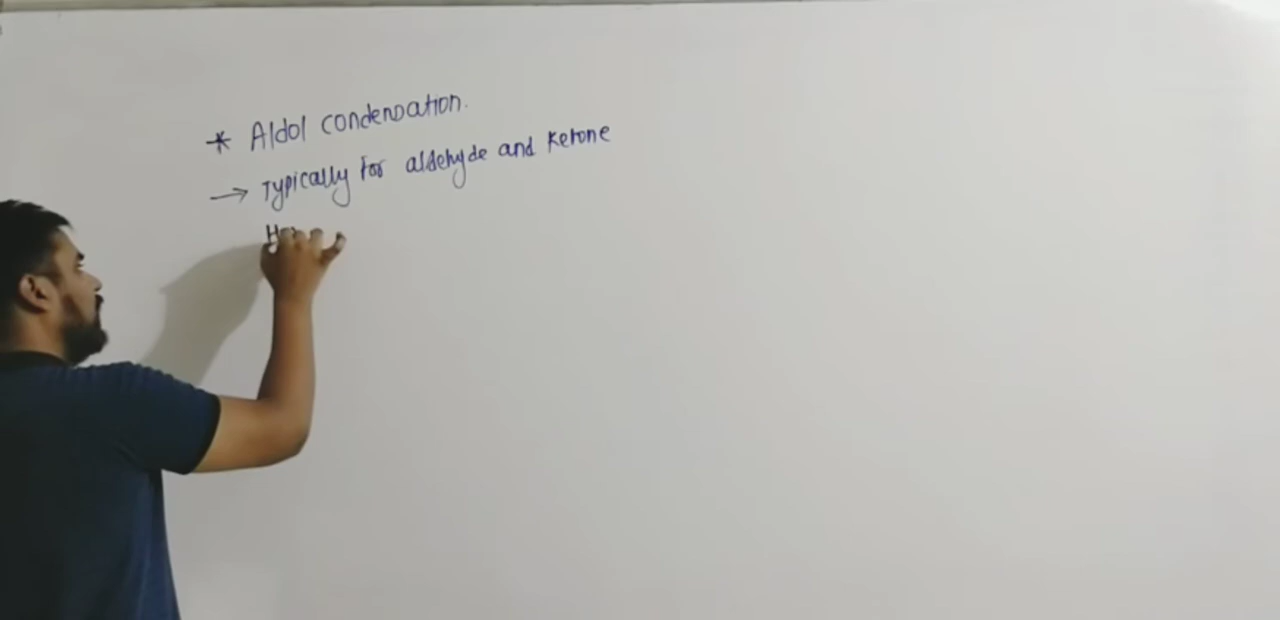 * Aldol condensation.
→ Typically for aldehyde and Ketone